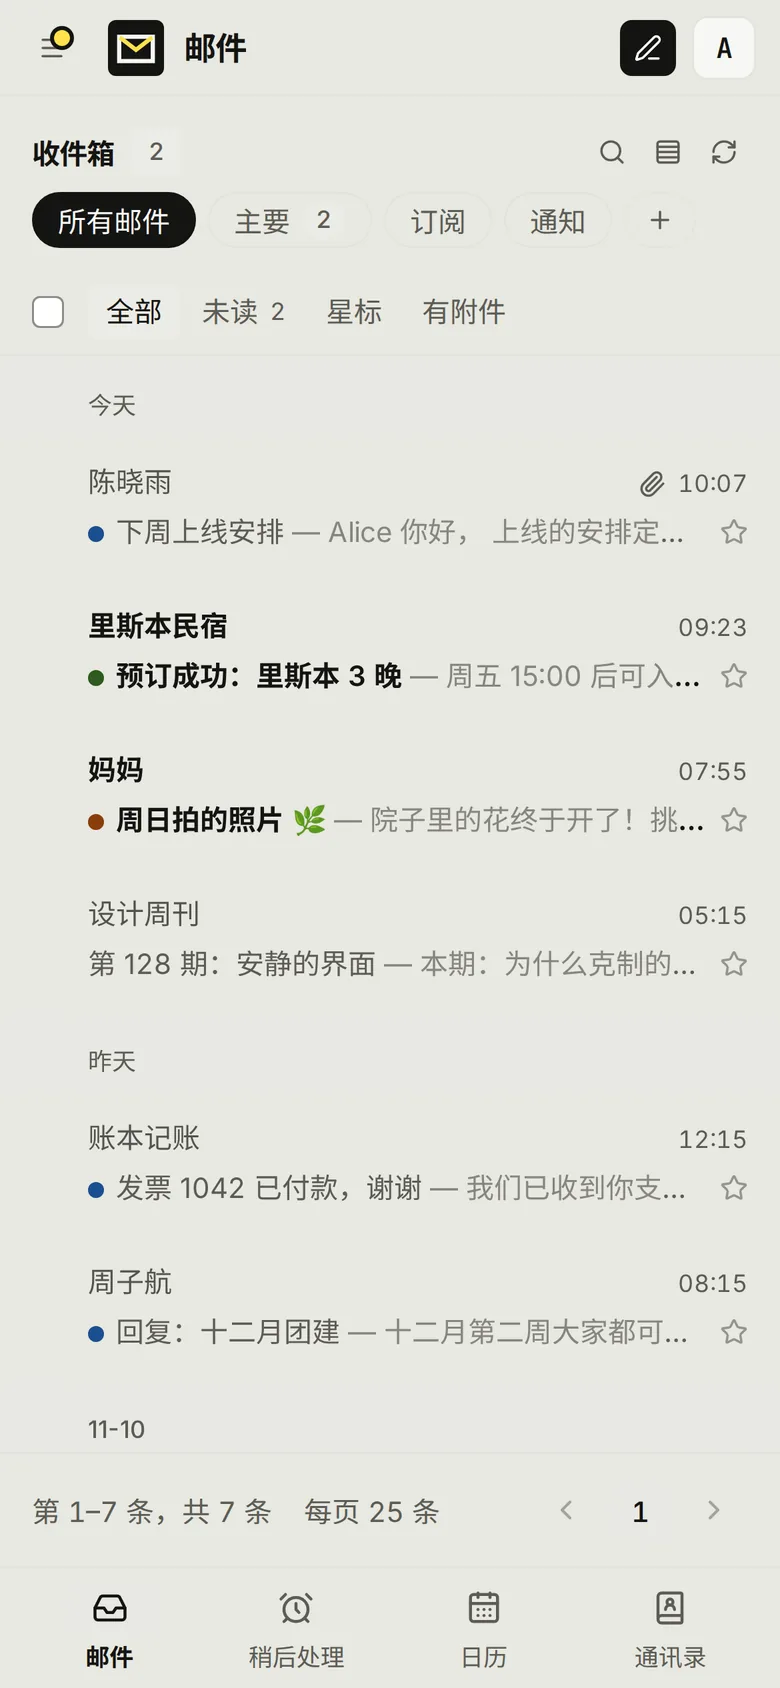 邮件
A
收件箱 2
所有邮件 主要 2 订阅 通知 +
全部 未读 2 星标 有附件
今天
陈晓雨 10:07
下周上线安排 — Alice 你好， 上线的安排定...
里斯本民宿 09:23
预订成功：里斯本 3 晚 — 周五 15:00 后可入...
妈妈 07:55
周日拍的照片 🌿 — 院子里的花终于开了！挑...
设计周刊 05:15
第 128 期：安静的界面 — 本期：为什么克制的...
昨天
账本记账 12:15
发票 1042 已付款，谢谢 — 我们已收到你支...
周子航 08:15
回复：十二月团建 — 十二月第二周大家都可...
11-10
第 1–7 条，共 7 条 每页 25 条 1
邮件 稍后处理 日历 通讯录